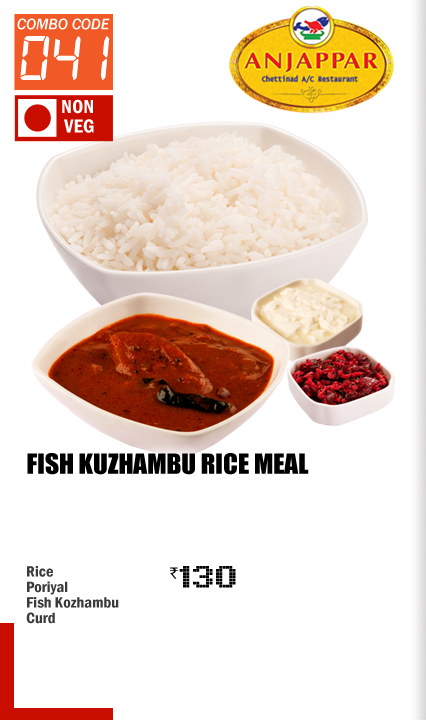 COMBO CODE
041
NON
VEG
ANJAPPAR
Chettinad A/C Restaurant
FISH KUZHAMBU RICE MEAL
Rice
Poriyal
Fish Kozhambu
Curd
₹130